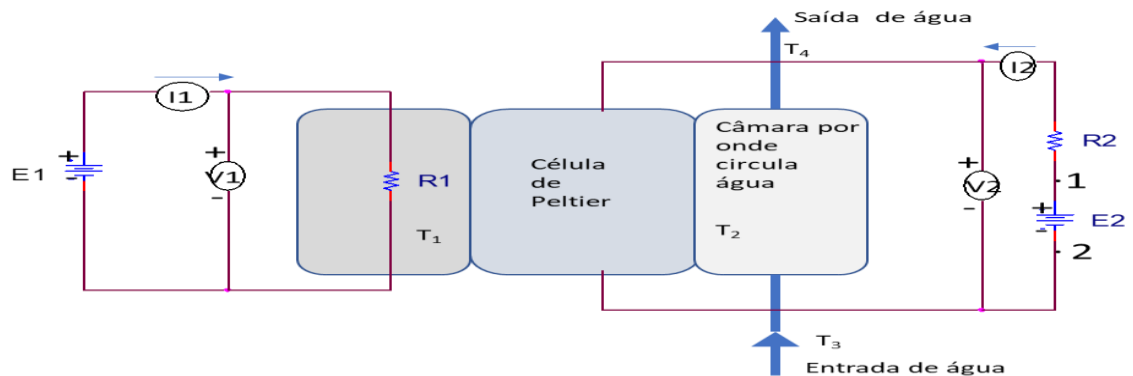 Saída de água
T4
I1
I2
Câmara por
onde
circula
água
R2
+
E1
-
+
V1
-
R1
Célula
de
Peltier
+
V2
-
1
+
E2
-
T1
T2
2
T3
Entrada de água